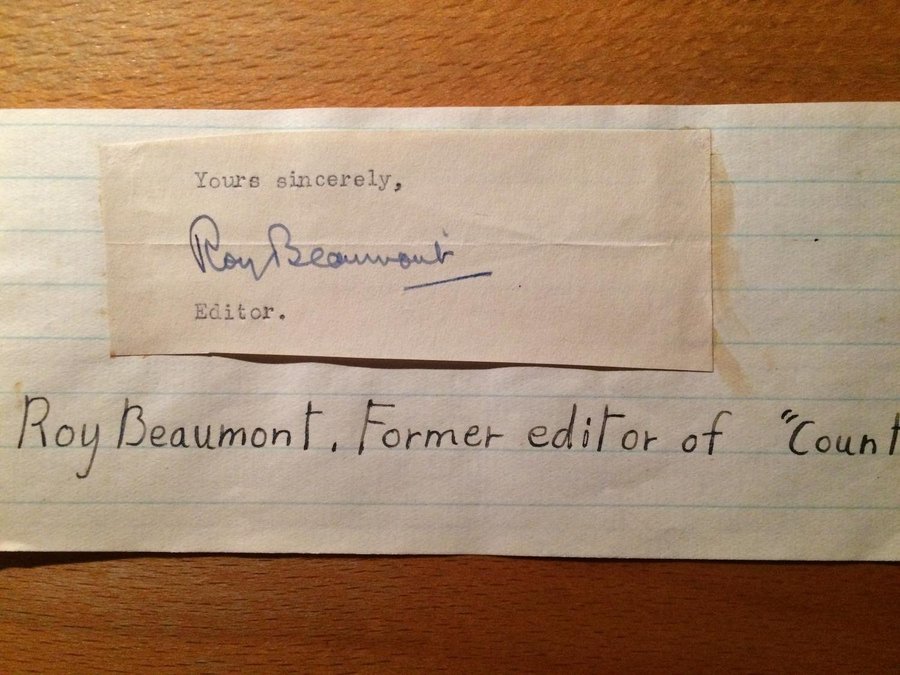 Yours sincerely,
Roy Beaumont
Editor.
Roy Beaumont. Former editor of "Count